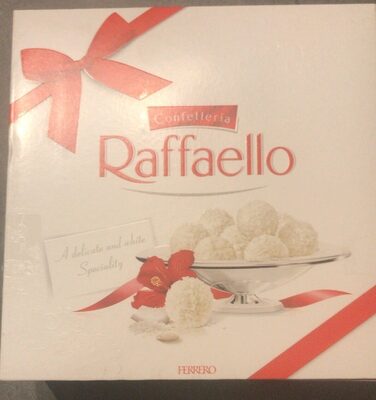 Confetteria
Raffaello
A delicate and white
Speciality
FERRERO